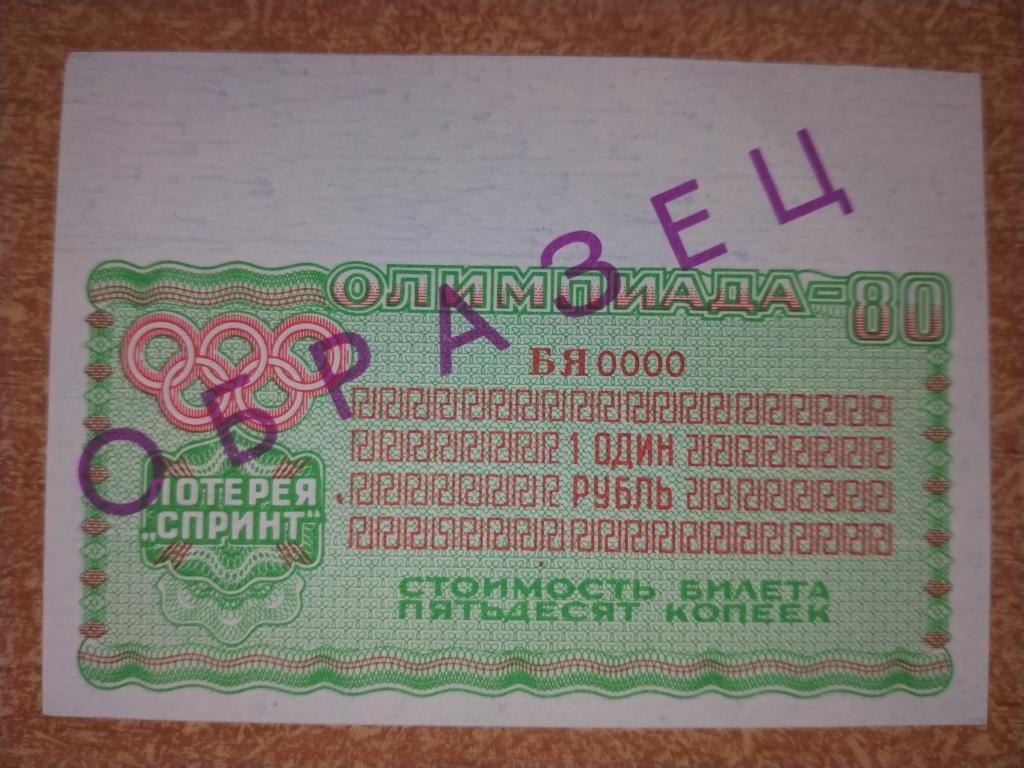 ОБРАЗЕЦ
ОЛИМПИАДА-80
БЯ 0000
1 ОДИН
РУБЛЬ
ЛОТЕРЕЯ
„СПРИНТ“
СТОИМОСТЬ БИЛЕТА
ПЯТЬДЕСЯТ КОПЕЕК